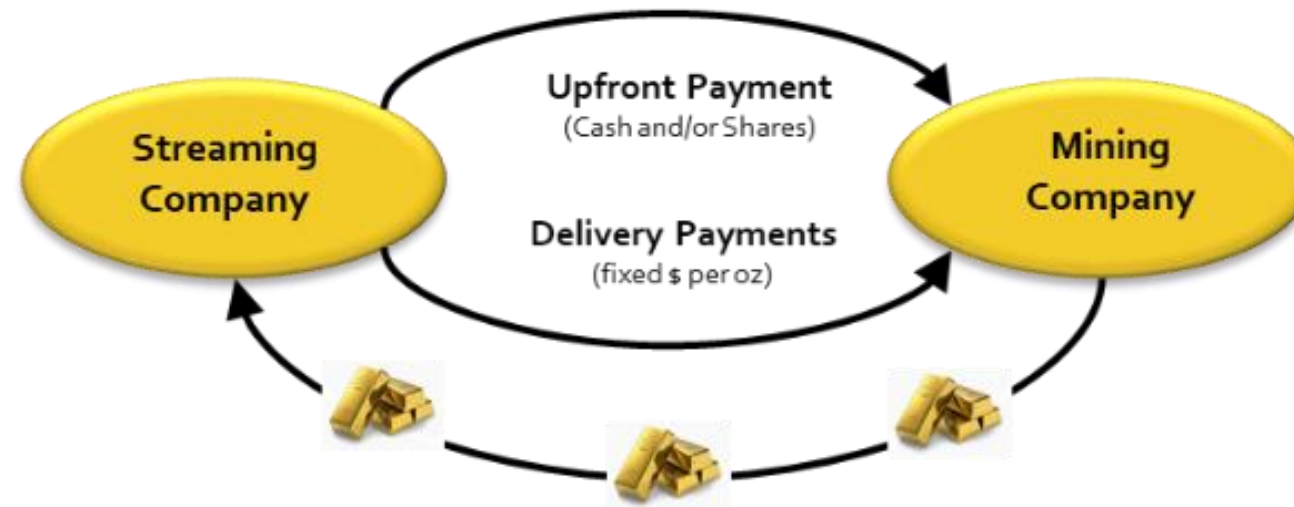 Streaming
Company
Upfront Payment
(Cash and/or Shares)
Delivery Payments
(fixed $ per oz)
Mining
Company